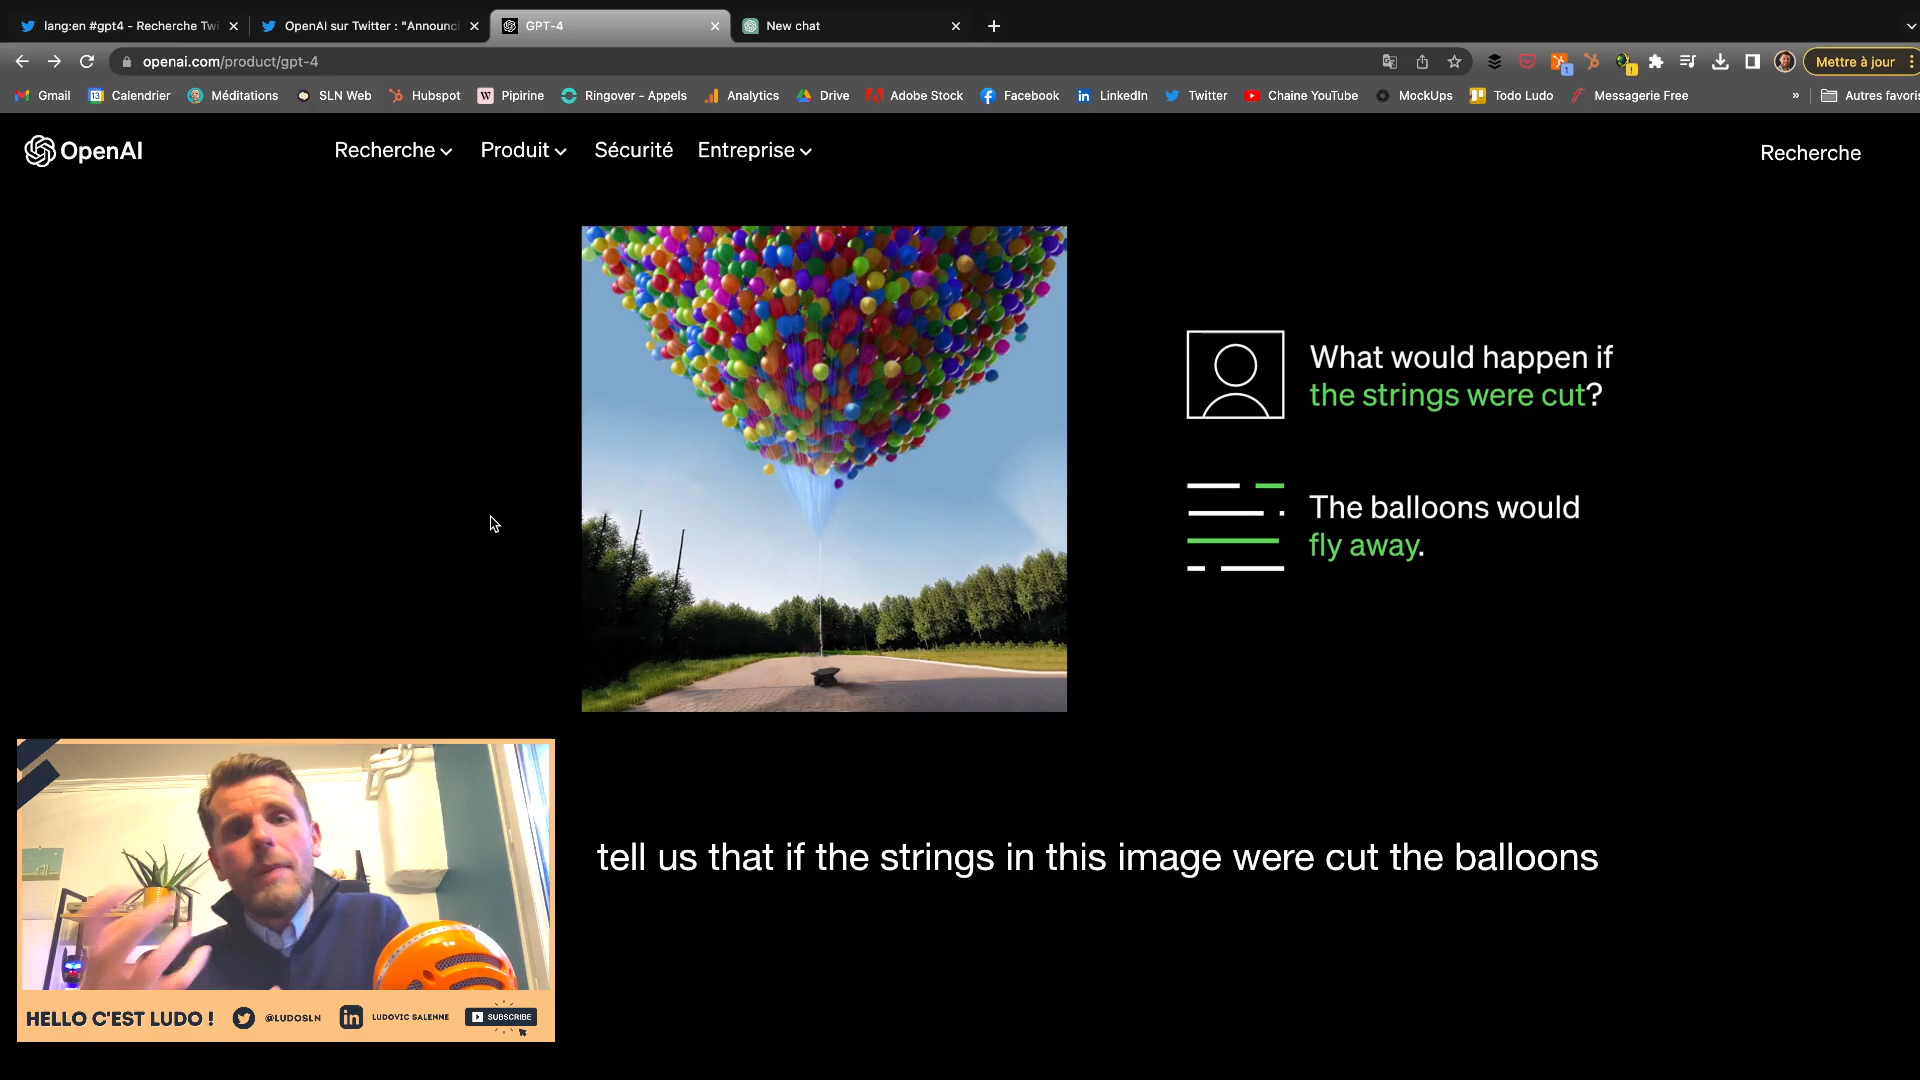 lang:en #gpt4 - Recherche Twi
OpenAI sur Twitter : "Announci
GPT-4
New chat
openai.com/product/gpt-4
Mettre à jour
Gmail
Calendrier
Méditations
SLN Web
Hubspot
Pipirine
Ringover - Appels
Analytics
Drive
Adobe Stock
Facebook
LinkedIn
Twitter
Chaine YouTube
MockUps
Todo Ludo
Messagerie Free
»
Autres favoris
OpenAI
Recherche
Produit
Sécurité
Entreprise
Recherche
What would happen if
the strings were cut?
The balloons would
fly away.
tell us that if the strings in this image were cut the balloons
HELLO C'EST LUDO !
@LUDOSLN
LUDOVIC SALENNE
SUBSCRIBE